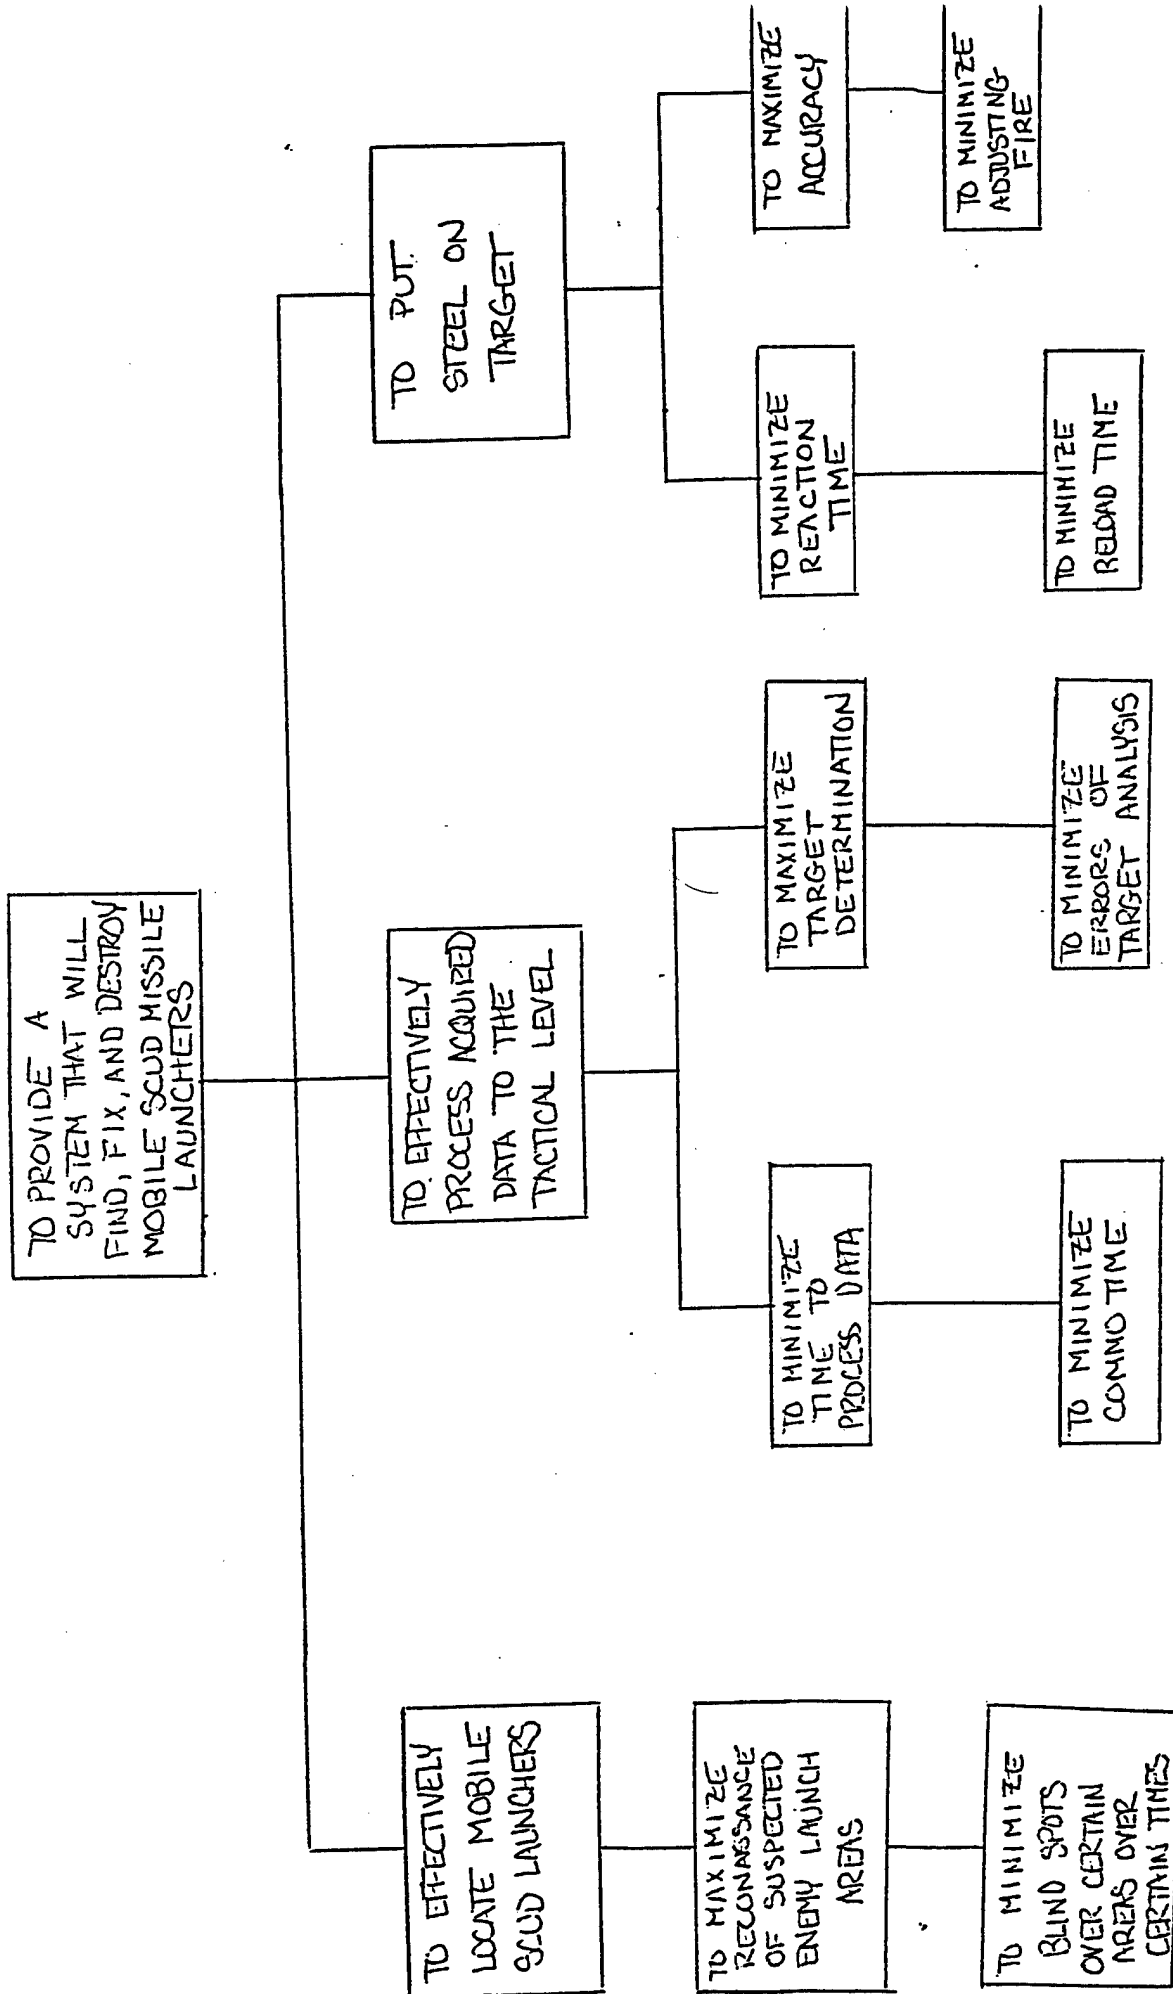 TO PROVIDE A
SYSTEM THAT WILL
FIND, FIX, AND DESTROY
MOBILE SCUD MISSILE
LAUNCHERS
TO EFFECTIVELY
LOCATE MOBILE
SCUD LAUNCHERS
TO EFFECTIVELY
PROCESS ACQUIRED
DATA TO THE
TACTICAL LEVEL
TO PUT
STEEL ON
TARGET
TO MAXIMIZE
RECONAISSANCE
OF SUSPECTED
ENEMY LAUNCH
AREAS
TO MINIMIZE
TIME TO
PROCESS DATA
TO MAXIMIZE
TARGET
DETERMINATION
TO MINIMIZE
REACTION
TIME
TO MAXIMIZE
ACCURACY
TO MINIMIZE
BLIND SPOTS
OVER CERTAIN
AREAS OVER
CERTAIN TIMES
TO MINIMIZE
COMMO TIME
TO MINIMIZE
ERRORS OF
TARGET ANALYSIS
TO MINIMIZE
RELOAD TIME
TO MINIMIZE
ADJUSTING
FIRE